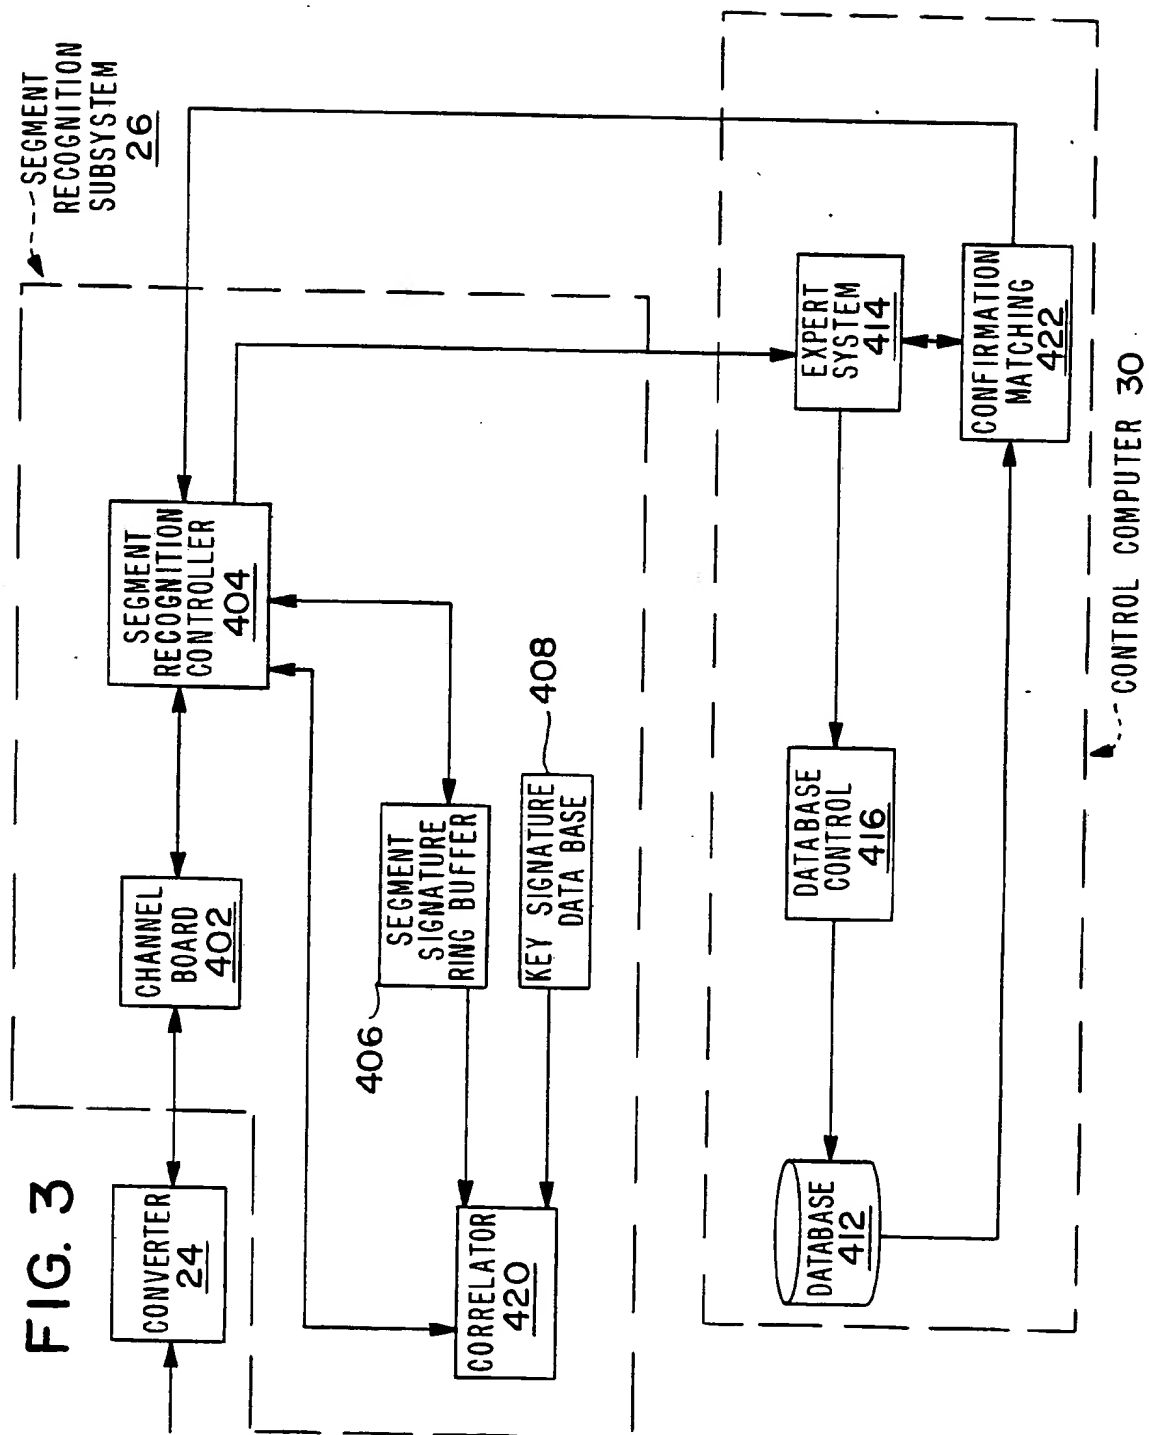 FIG. 3
SEGMENT
RECOGNITION
SUBSYSTEM
26
CONVERTER
24
CHANNEL
BOARD
402
SEGMENT
RECOGNITION
CONTROLLER
404
406
SEGMENT
SIGNATURE
RING BUFFER
408
KEY SIGNATURE
DATA BASE
CORRELATOR
420
DATABASE
412
DATABASE
CONTROL
416
EXPERT
SYSTEM
414
CONFIRMATION
MATCHING
422
CONTROL COMPUTER 30